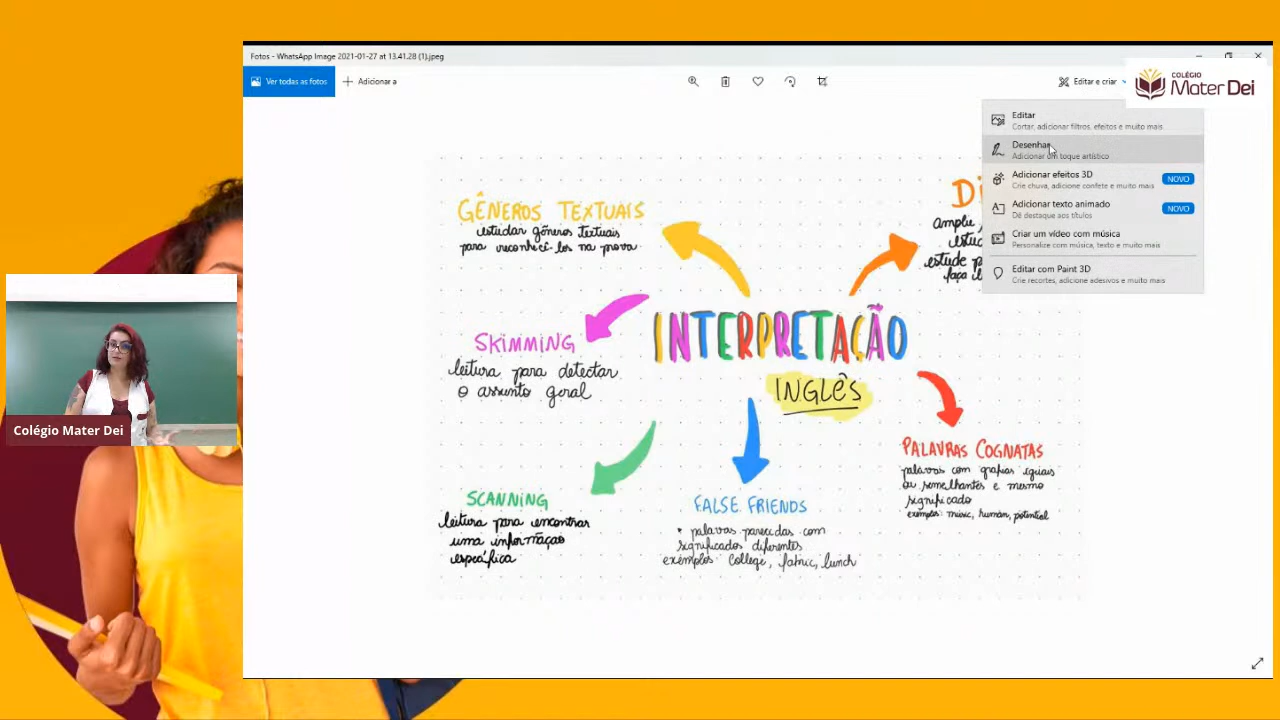 Fotos - WhatsApp Image 2021-01-27 at 13.41.28 (1).jpeg
Ver todas as fotos
Adicionar a
Editar e criar
COLÉGIO
Mater Dei
Editar
Cortar, adicionar filtros, efeitos e muito mais
Desenhar
Adicionar um toque artístico
Adicionar efeitos 3D
Crie chuva, adicione confete e muito mais
NOVO
Adicionar texto animado
Dê destaque aos títulos
NOVO
Criar um vídeo com música
Personalize com música, texto e muito mais
Editar com Paint 3D
Crie recortes, adicione adesivos e muito mais
GÊNEROS TEXTUAIS
estudar gêneros textuais
para reconhecê-los na prova
amplie
estude
faça
SKIMMING
leitura para detectar
o assunto geral
INTERPRETAÇÃO
INGLÊS
PALAVRAS COGNATAS
palavas com grafias iguais
ou semelhantes e mesmo
significado
exemplos: music, human, potential
SCANNING
leitura para encontrar
uma informação
específica
FALSE FRIENDS
• palavas parecidas com
significados diferentes
exemplos: College, fabric, lunch
Colégio Mater Dei